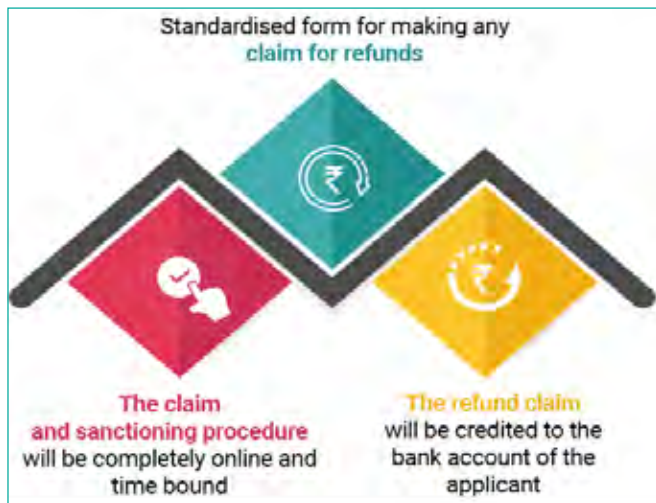 Standardised form for making any
claim for refunds
₹
₹
The claim
and sanctioning procedure
will be completely online and
time bound
The refund claim
will be credited to the
bank account of the
applicant